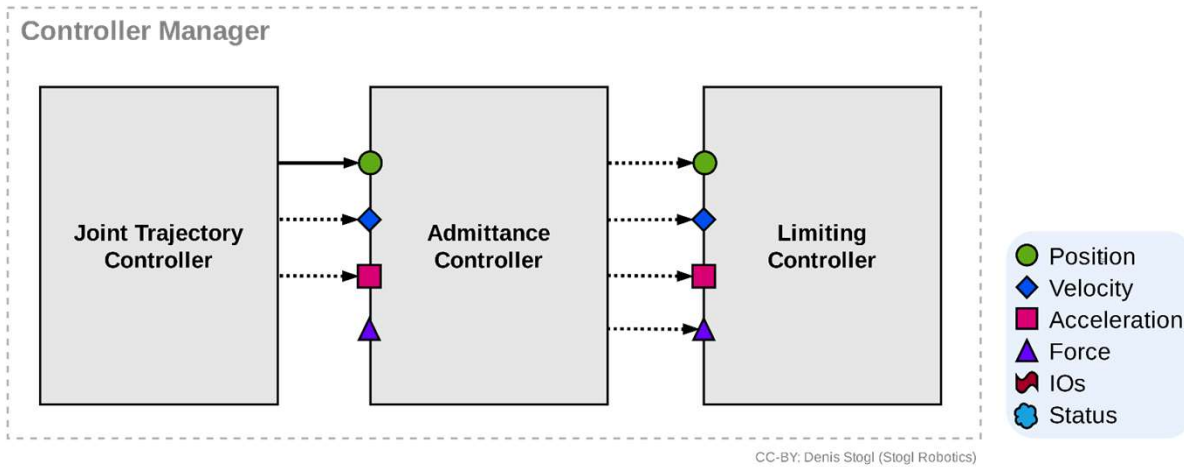 Controller Manager
Joint Trajectory
Controller
Admittance
Controller
Limiting
Controller
Position
Velocity
Acceleration
Force
IOs
Status
CC-BY: Denis Stogl (Stogl Robotics)